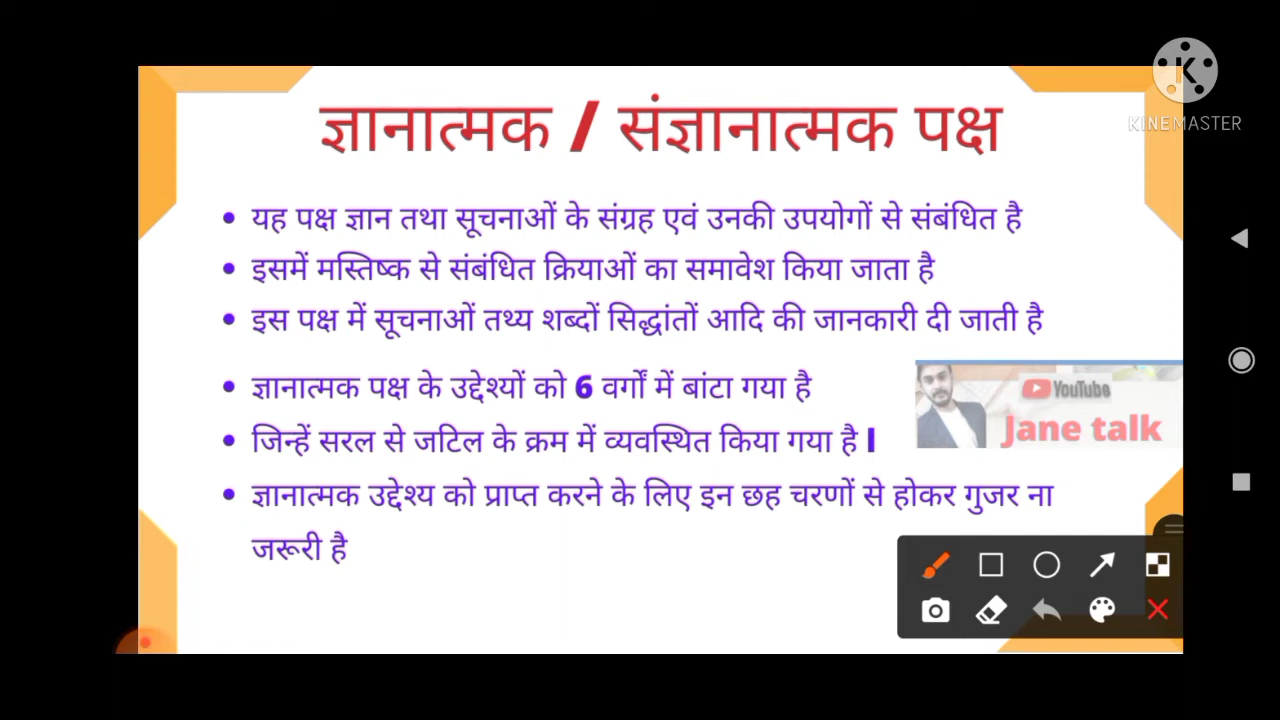 KINEMASTER
ज्ञानात्मक / संज्ञानात्मक पक्ष
• यह पक्ष ज्ञान तथा सूचनाओं के संग्रह एवं उनकी उपयोगों से संबंधित है
• इसमें मस्तिष्क से संबंधित क्रियाओं का समावेश किया जाता है
• इस पक्ष में सूचनाओं तथ्य शब्दों सिद्धांतों आदि की जानकारी दी जाती है
• ज्ञानात्मक पक्ष के उद्देश्यों को 6 वर्गों में बांटा गया है
• जिन्हें सरल से जटिल के क्रम में व्यवस्थित किया गया है I
YouTube
Jane talk
• ज्ञानात्मक उद्देश्य को प्राप्त करने के लिए इन छह चरणों से होकर गुजर ना
जरूरी है